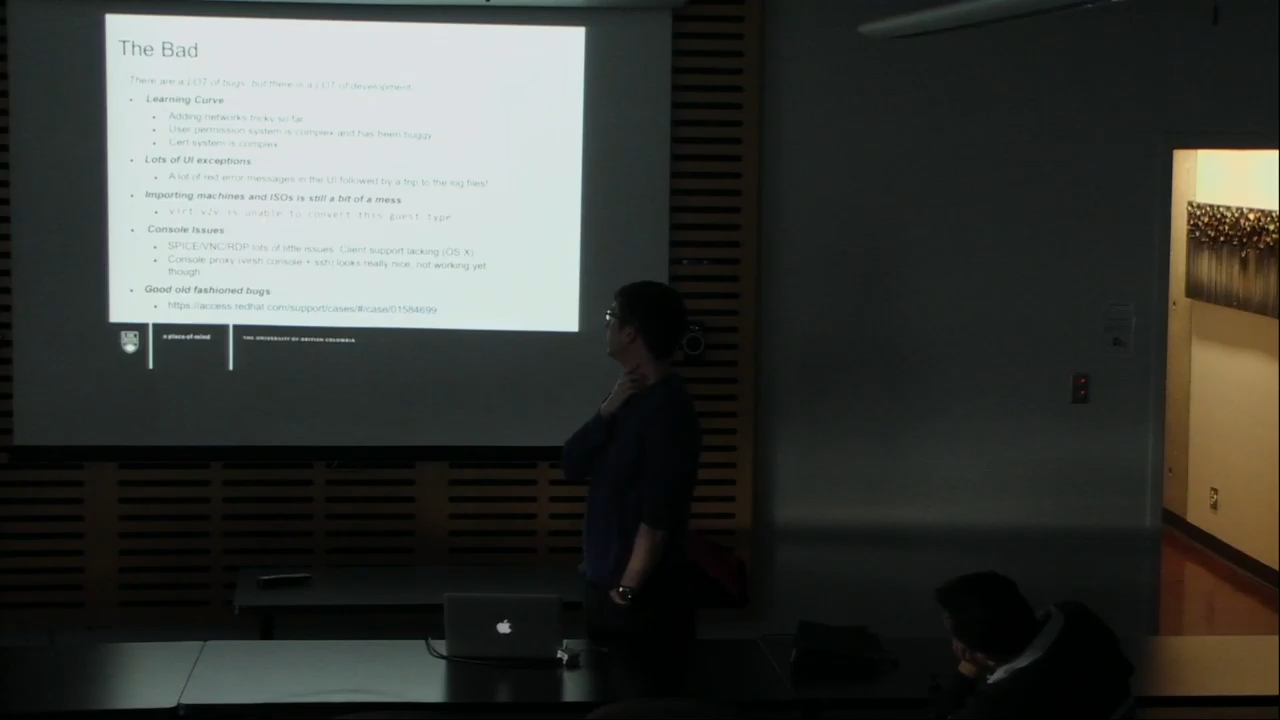 The Bad
There are a LOT of bugs, but there is a LOT of development.
Learning Curve
Adding networks tricky so far
User permission system is complex and has been buggy
Cert system is complex
Lots of UI exceptions
A lot of red error messages in the UI followed by a trip to the log files!
Importing machines and ISOs is still a bit of a mess
virt-v2v is unable to convert this guest type
Console Issues
SPICE/VNC/RDP lots of little issues. Client support lacking (OS X)
Console proxy (virsh console + ssh) looks really nice, not working yet
though
Good old fashioned bugs
https://access.redhat.com/support/cases/#/case/01584699
a place of mind
THE UNIVERSITY OF BRITISH COLUMBIA